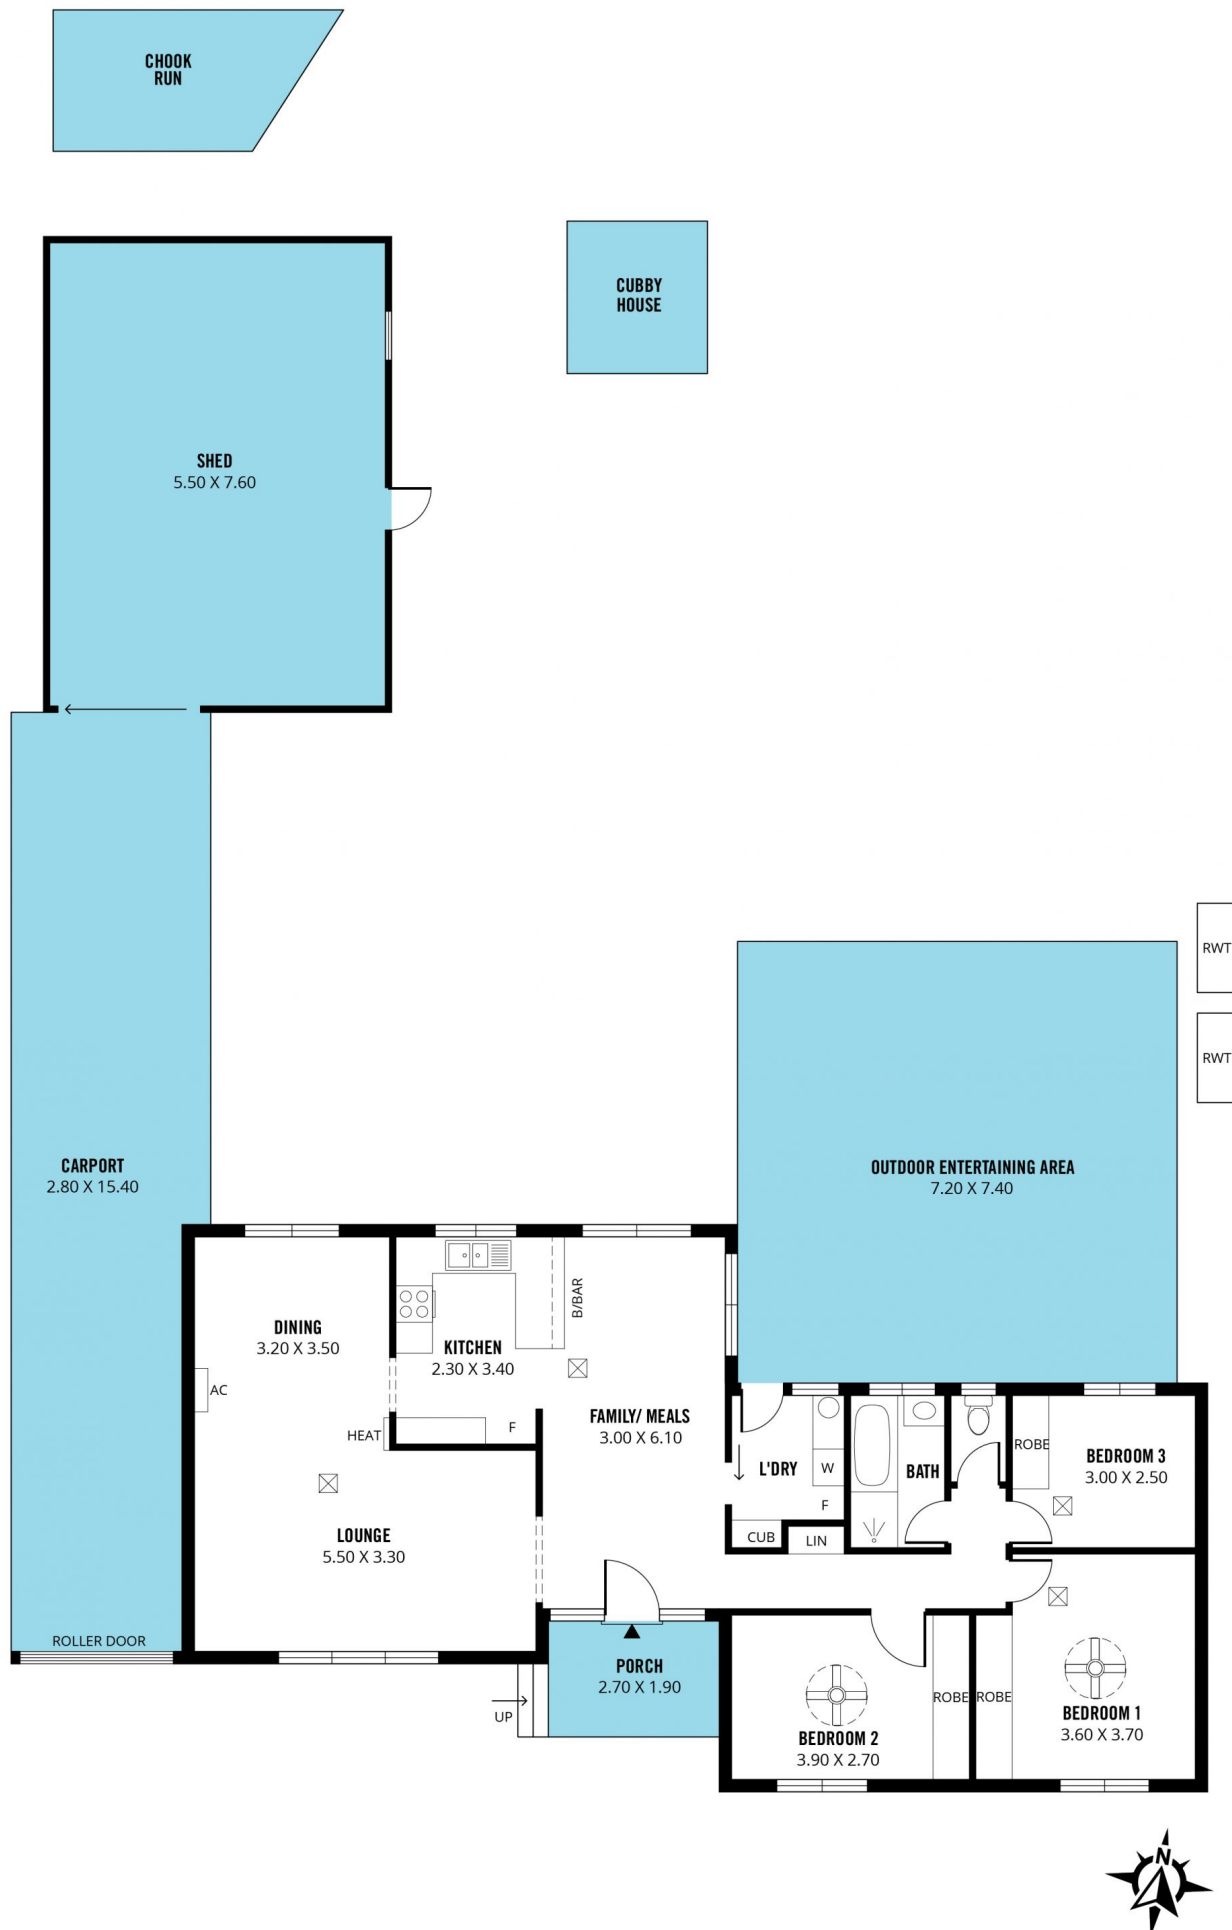 CHOOK
RUN
CUBBY
HOUSE
SHED
5.50 X 7.60
RWT
RWT
CARPORT
2.80 X 15.40
OUTDOOR ENTERTAINING AREA
7.20 X 7.40
B/BAR
DINING
3.20 X 3.50
KITCHEN
2.30 X 3.40
AC
HEAT
F
FAMILY/ MEALS
3.00 X 6.10
L'DRY
W
F
BATH
ROBE
BEDROOM 3
3.00 X 2.50
CUB
LIN
LOUNGE
5.50 X 3.30
ROLLER DOOR
UP
PORCH
2.70 X 1.90
ROBE
ROBE
BEDROOM 2
3.90 X 2.70
BEDROOM 1
3.60 X 3.70
N